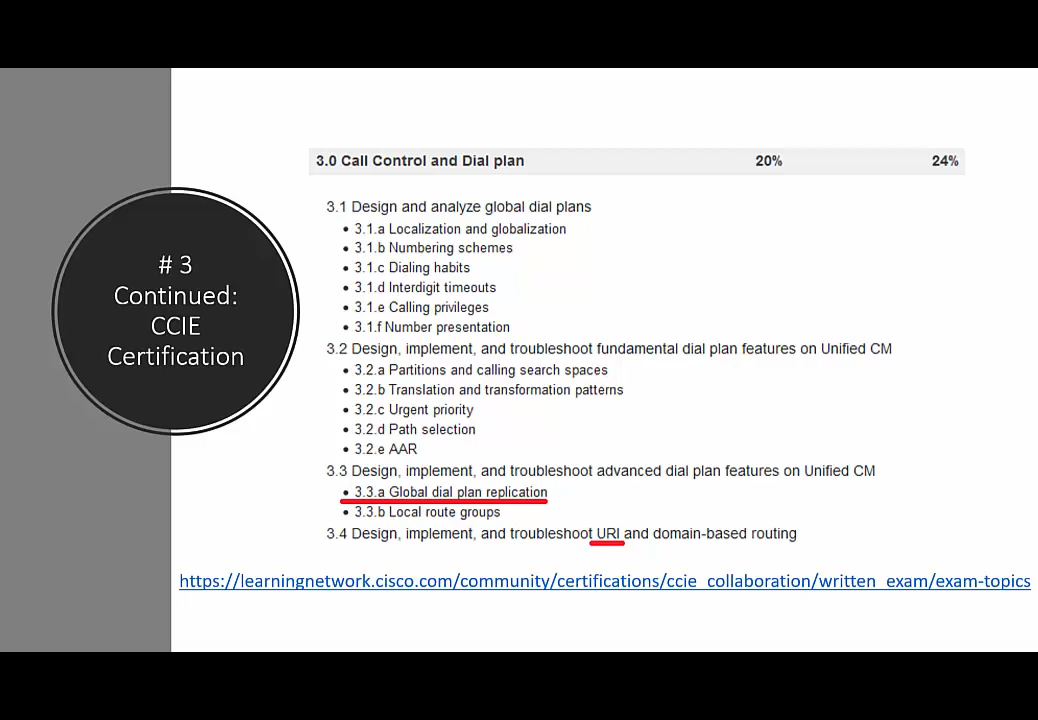 # 3
Continued:
CCIE
Certification
3.0 Call Control and Dial plan 20% 24%
3.1 Design and analyze global dial plans
• 3.1.a Localization and globalization
• 3.1.b Numbering schemes
• 3.1.c Dialing habits
• 3.1.d Interdigit timeouts
• 3.1.e Calling privileges
• 3.1.f Number presentation
3.2 Design, implement, and troubleshoot fundamental dial plan features on Unified CM
• 3.2.a Partitions and calling search spaces
• 3.2.b Translation and transformation patterns
• 3.2.c Urgent priority
• 3.2.d Path selection
• 3.2.e AAR
3.3 Design, implement, and troubleshoot advanced dial plan features on Unified CM
• 3.3.a Global dial plan replication
• 3.3.b Local route groups
3.4 Design, implement, and troubleshoot URI and domain-based routing
https://learningnetwork.cisco.com/community/certifications/ccie_collaboration/written_exam/exam-topics